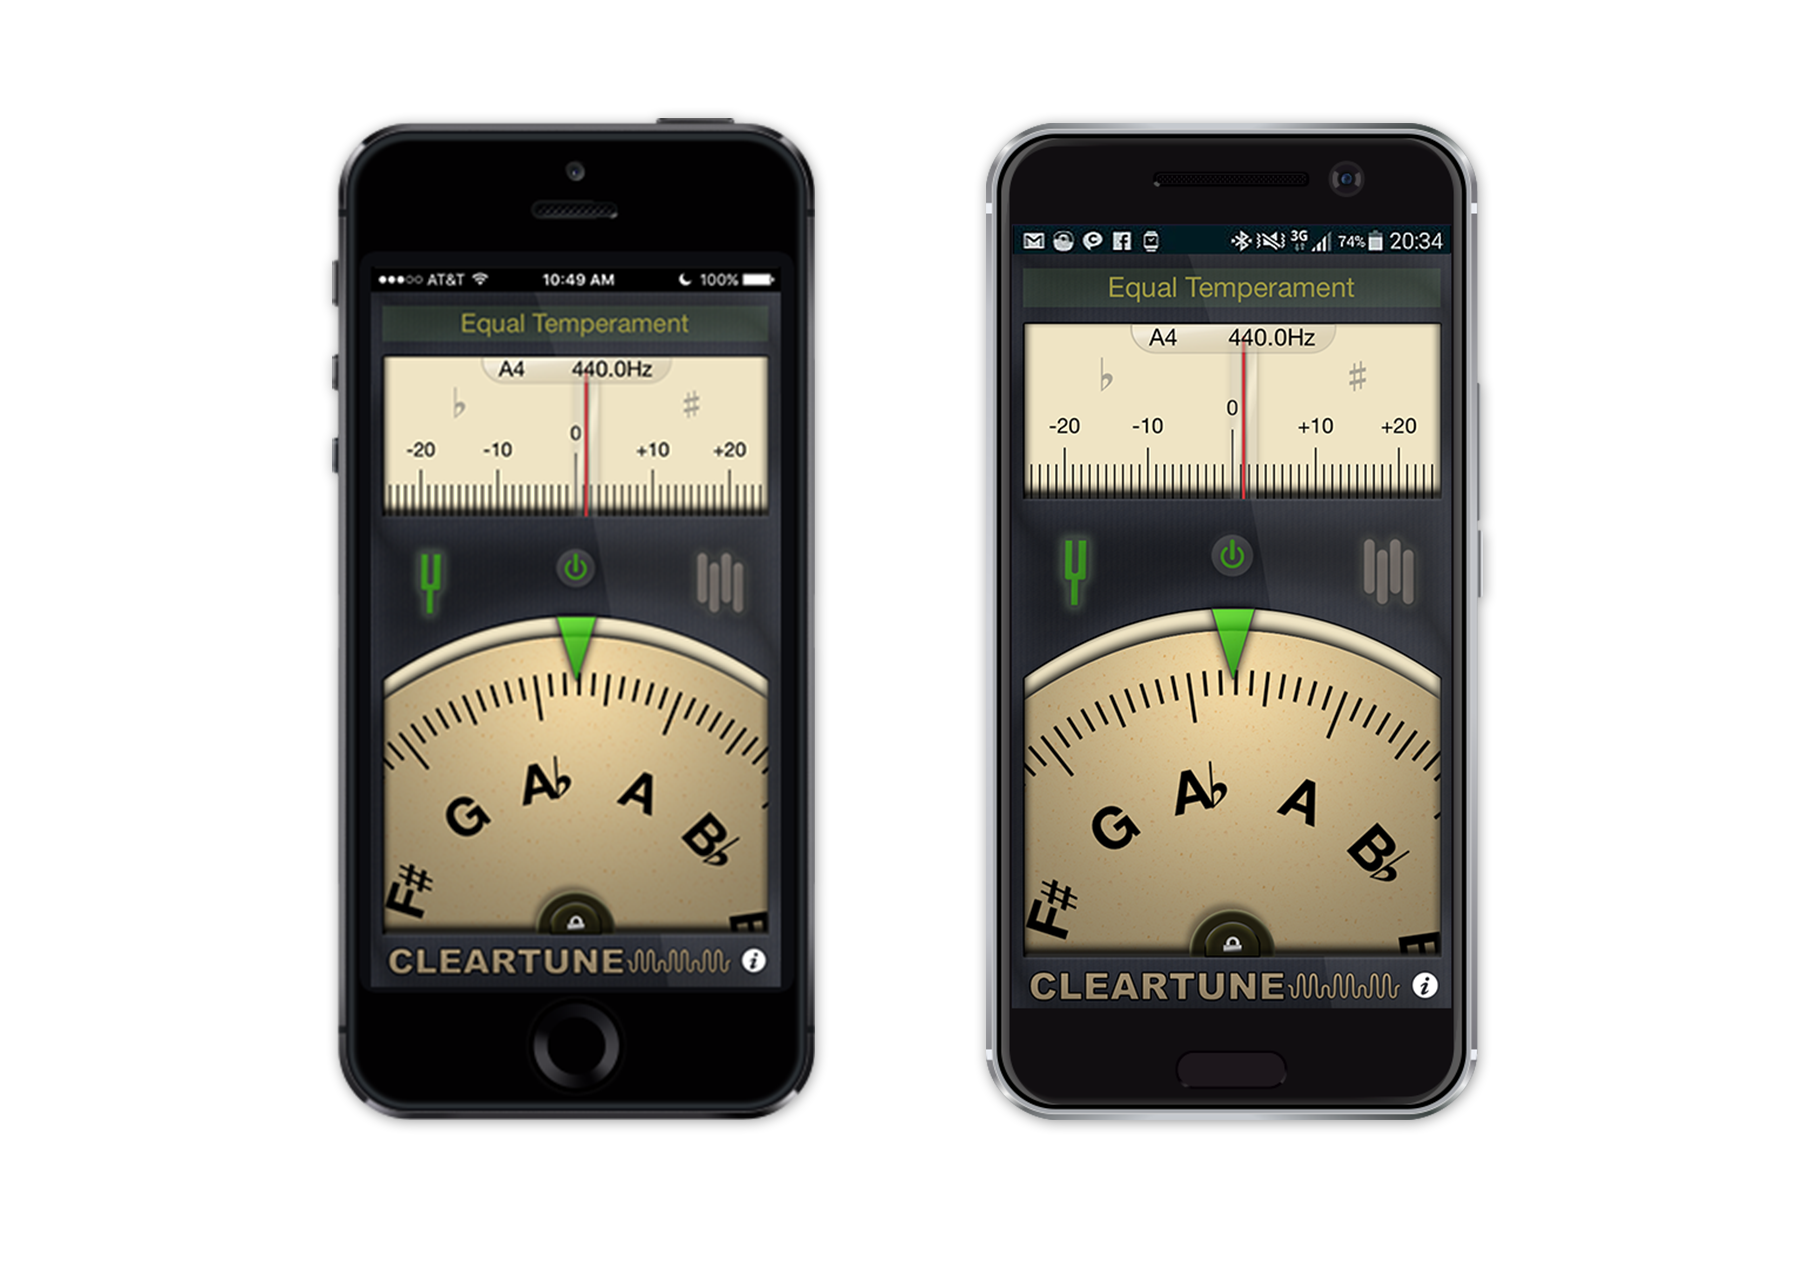 AT&T 10:49 AM 100%
Equal Temperament
A4 440.0Hz
♭ ♯
-20 -10 0 +10 +20
G A♭ A B♭
F♯ E
CLEARTUNE
i
3G 74% 20:34
Equal Temperament
A4 440.0Hz
♭ ♯
-20 -10 0 +10 +20
G A♭ A B♭
F♯ E
CLEARTUNE
i